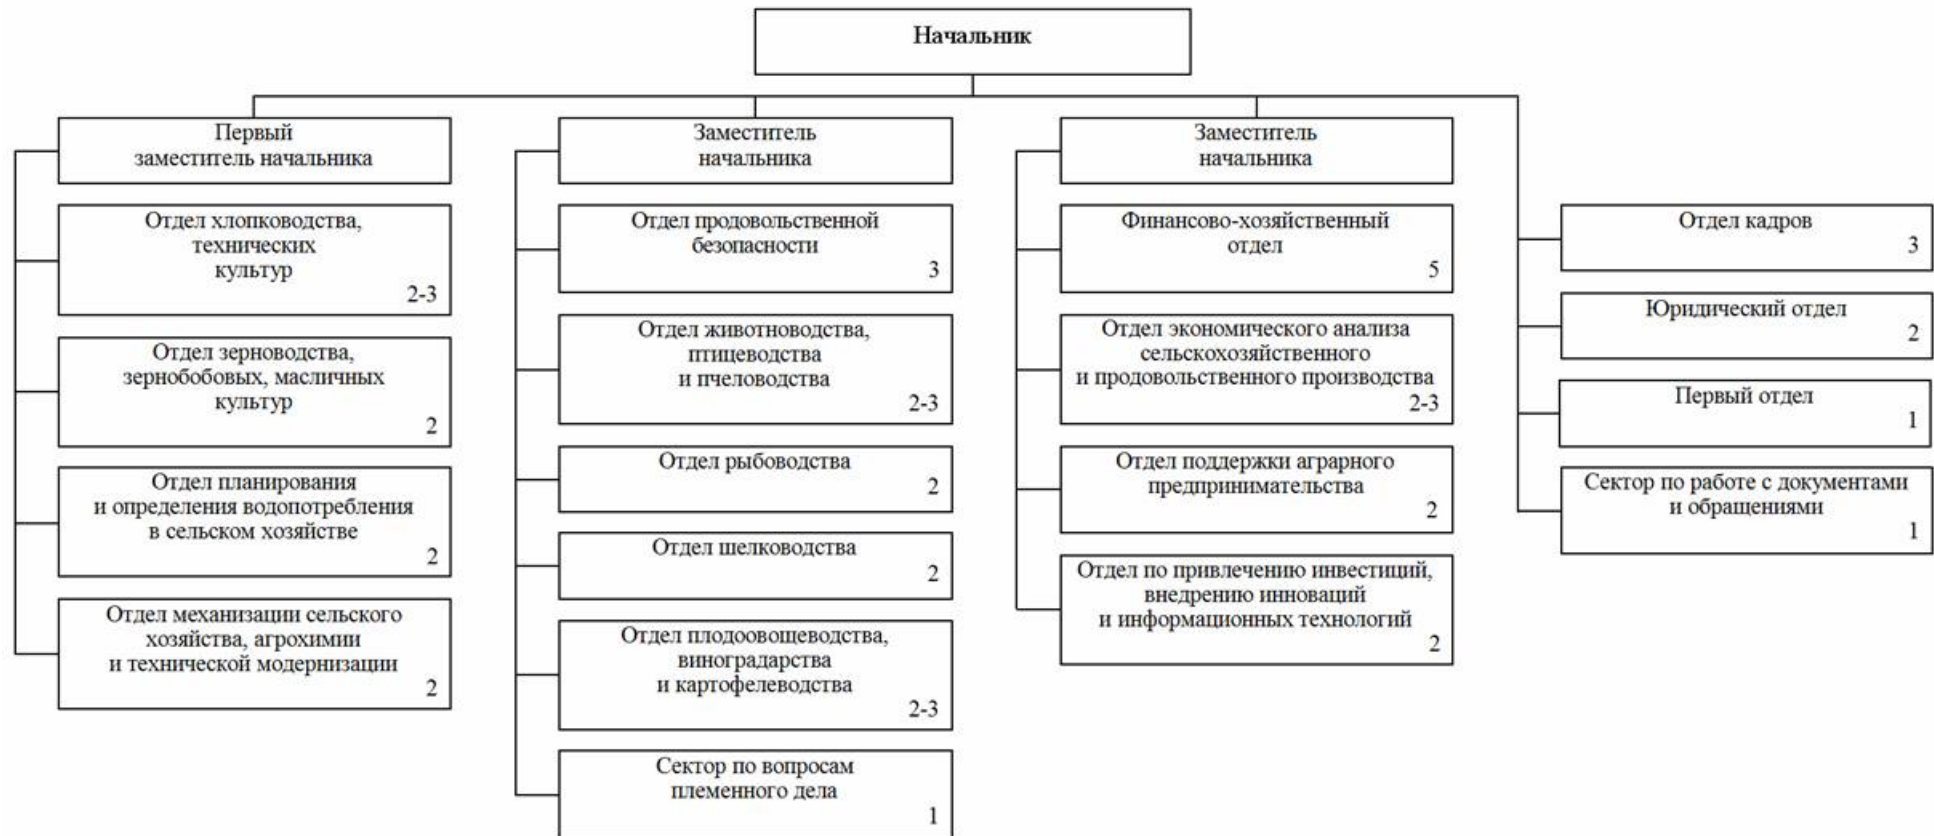 Начальник
Первый
заместитель начальника
Отдел хлопководства,
технических
культур
2-3
Отдел зерноводства,
зернобобовых, масличных
культур
2
Отдел планирования
и определения водопотребления
в сельском хозяйстве
2
Отдел механизации сельского
хозяйства, агрохимии
и технической модернизации
2
Заместитель
начальника
Отдел продовольственной
безопасности
3
Отдел животноводства,
птицеводства
и пчеловодства
2-3
Отдел рыбоводства
2
Отдел шелководства
2
Отдел плодоовощеводства,
виноградарства
и картофелеводства
2-3
Сектор по вопросам
племенного дела
1
Заместитель
начальника
Финансово-хозяйственный
отдел
5
Отдел экономического анализа
сельскохозяйственного
и продовольственного производства
2-3
Отдел поддержки аграрного
предпринимательства
2
Отдел по привлечению инвестиций,
внедрению инноваций
и информационных технологий
2
Отдел кадров
3
Юридический отдел
2
Первый отдел
1
Сектор по работе с документами
и обращениями
1